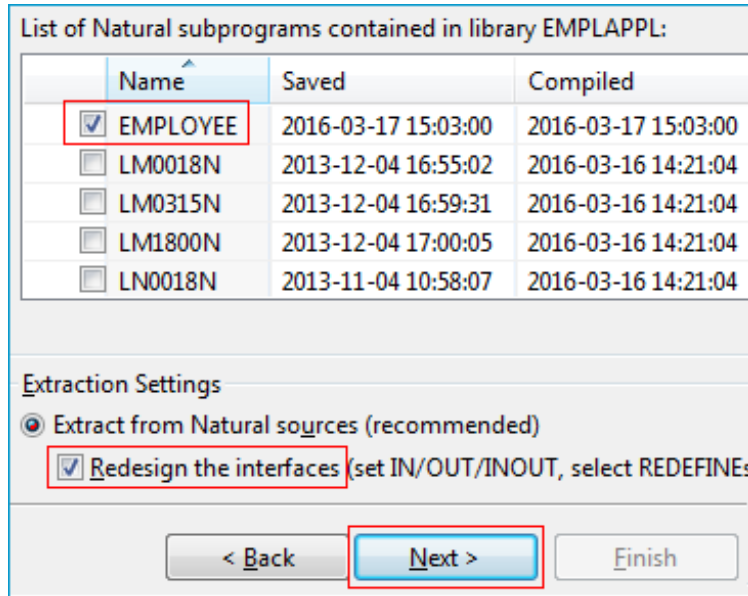 List of Natural subprograms contained in library EMPLAPPL:
Name Saved Compiled
EMPLOYEE 2016-03-17 15:03:00 2016-03-17 15:03:00
LM0018N 2013-12-04 16:55:02 2016-03-16 14:21:04
LM0315N 2013-12-04 16:59:31 2016-03-16 14:21:04
LM1800N 2013-12-04 17:00:05 2016-03-16 14:21:04
LN0018N 2013-11-04 10:58:07 2016-03-16 14:21:04
Extraction Settings
Extract from Natural sources (recommended)
Redesign the interfaces (set IN/OUT/INOUT, select REDEFINEs
< Back Next > Finish